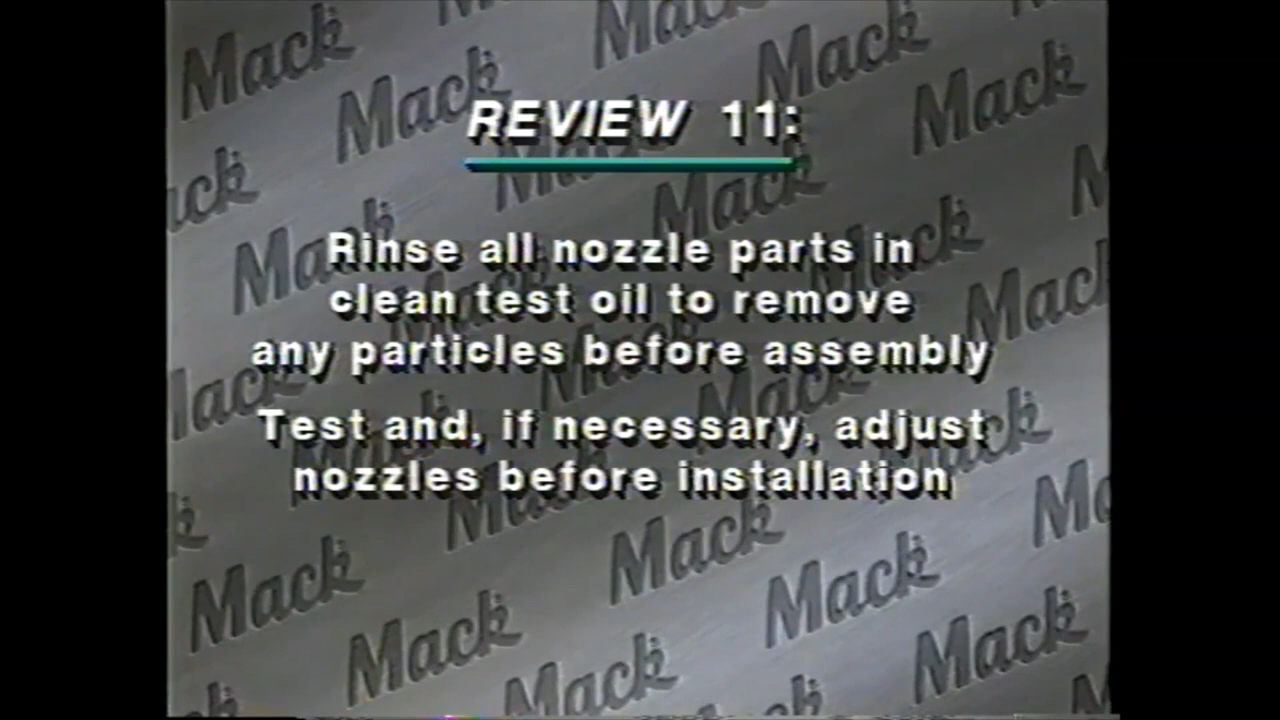 REVIEW 11:
Rinse all nozzle parts in
clean test oil to remove
any particles before assembly
Test and, if necessary, adjust
nozzles before installation
Mack